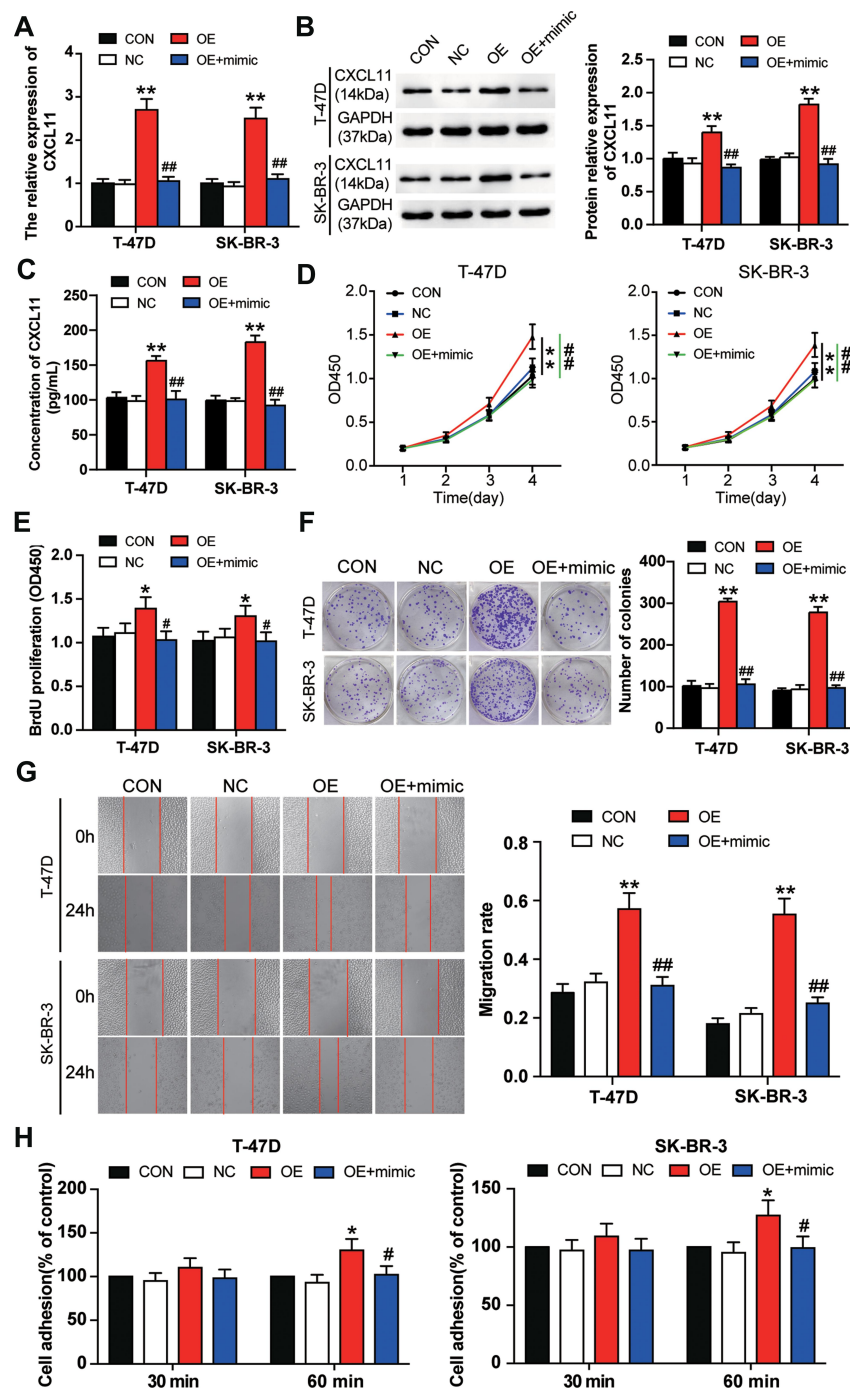 A
CON
OE
NC
OE+mimic
The relative expression of
CXCL11
4
3
2
1
0
**
##
**
##
T-47D
SK-BR-3
B
CON
NC
OE
OE+mimic
T-47D
CXCL11
(14kDa)
GAPDH
(37kDa)
SK-BR-3
CXCL11
(14kDa)
GAPDH
(37kDa)
CON
OE
NC
OE+mimic
Protein relative expression
of CXCL11
2.0
1.5
1.0
0.5
0.0
**
##
**
##
T-47D
SK-BR-3
C
CON
OE
NC
OE+mimic
Concentration of CXCL11
(pg/mL)
250
200
150
100
50
0
**
##
**
##
T-47D
SK-BR-3
D
T-47D
CON
NC
OE
OE+mimic
OD450
2.0
1.5
1.0
0.5
0.0
**
##
1 2 3 4
Time(day)
SK-BR-3
CON
NC
OE
OE+mimic
OD450
2.0
1.5
1.0
0.5
0.0
**
##
1 2 3 4
Time(day)
E
CON
OE
NC
OE+mimic
BrdU proliferation (OD450)
2.0
1.5
1.0
0.5
0.0
*
#
*
#
T-47D
SK-BR-3
F
CON
NC
OE
OE+mimic
T-47D
SK-BR-3
CON
OE
NC
OE+mimic
Number of colonies
400
300
200
100
0
**
##
**
##
T-47D
SK-BR-3
G
CON
NC
OE
OE+mimic
T-47D
0h
24h
SK-BR-3
0h
24h
CON
OE
NC
OE+mimic
Migration rate
0.8
0.6
0.4
0.2
0.0
**
##
**
##
T-47D
SK-BR-3
H
T-47D
CON
NC
OE
OE+mimic
Cell adhesion(% of control)
200
150
100
50
0
*
#
30 min
60 min
SK-BR-3
CON
NC
OE
OE+mimic
Cell adhesion(% of control)
150
100
50
0
*
#
30 min
60 min